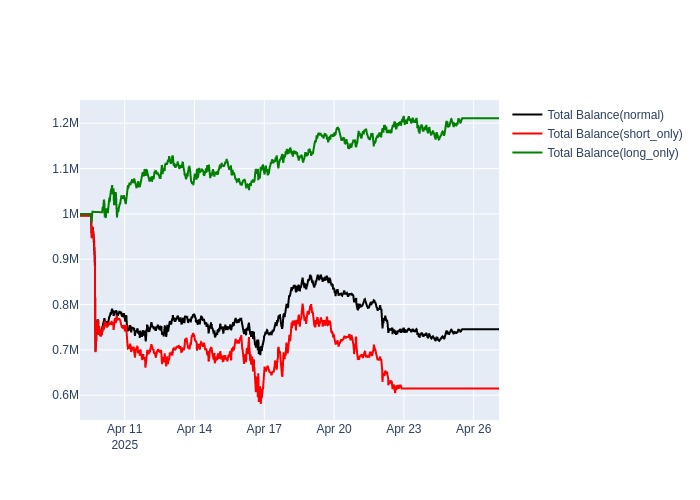 1.2M
1.1M
1M
0.9M
0.8M
0.7M
0.6M
Apr 11
2025
Apr 14
Apr 17
Apr 20
Apr 23
Apr 26
Total Balance(normal)
Total Balance(short_only)
Total Balance(long_only)